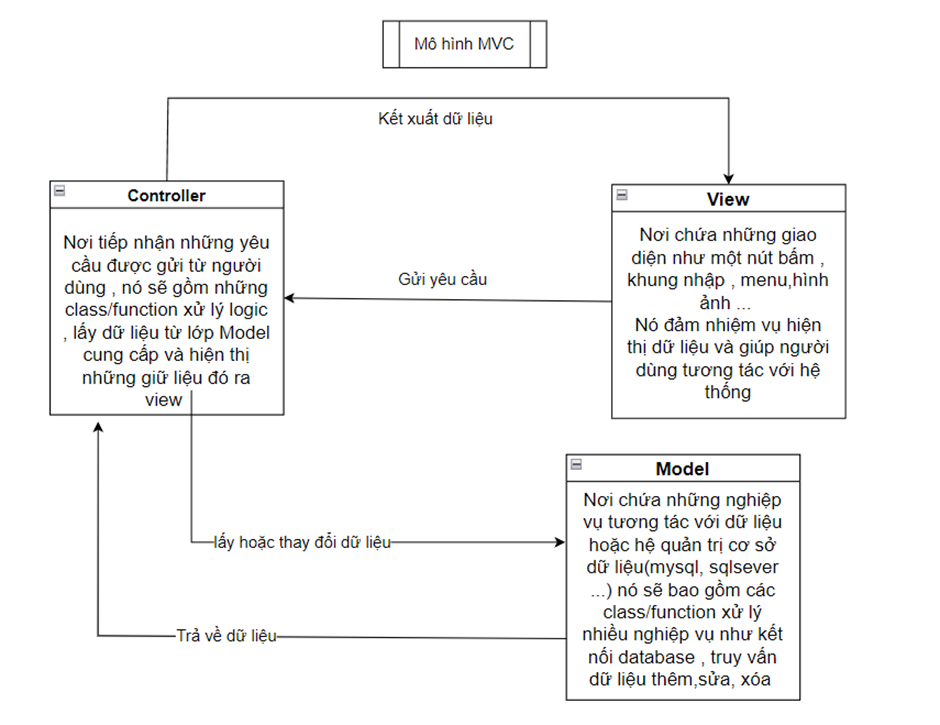 Mô hình MVC
Kết xuất dữ liệu
Controller
Nơi tiếp nhận những yêu
cầu được gửi từ người
dùng , nó sẽ gồm những
class/function xử lý logic
, lấy dữ liệu từ lớp Model
cung cấp và hiện thị
những giữ liệu đó ra
view
Gửi yêu cầu
View
Nơi chứa những giao
diện như một nút bấm ,
khung nhập , menu,hình
ảnh ...
Nó đảm nhiệm vụ hiện
thị dữ liệu và giúp người
dùng tương tác với hệ
thống
lấy hoặc thay đổi dữ liệu
Trả về dữ liệu
Model
Nơi chứa những nghiệp
vụ tương tác với dữ liệu
hoặc hệ quản trị cơ sở
dữ liệu(mysql, sqlsever
...) nó sẽ bao gồm các
class/function xử lý
nhiều nghiệp vụ như kết
nối database , truy vấn
dữ liệu thêm,sửa, xóa